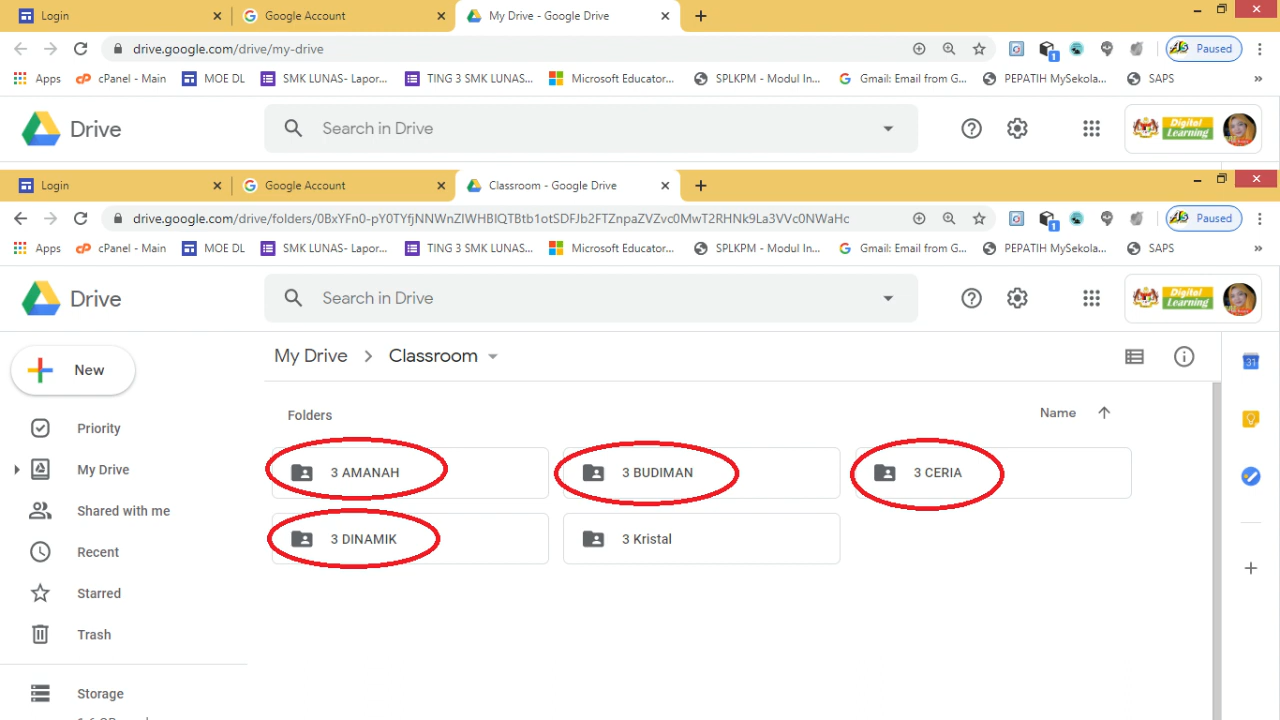 Login
Google Account
My Drive - Google Drive
drive.google.com/drive/my-drive
Paused
Apps cPanel - Main MOE DL SMK LUNAS- Lapor... TING 3 SMK LUNAS... Microsoft Educator... SPLKPM - Modul In... Gmail: Email from G... PEPATIH MySekola... SAPS »
Drive
Search in Drive
Digital Learning
Login
Google Account
Classroom - Google Drive
drive.google.com/drive/folders/0BxYFn0-pY0TYfjNNWnZIWHBIQTBtb1otSDFJb2FTZnpaZVZvc0MwT2RHNk9La3VVc0NWaHc
Paused
Apps cPanel - Main MOE DL SMK LUNAS- Lapor... TING 3 SMK LUNAS... Microsoft Educator... SPLKPM - Modul In... Gmail: Email from G... PEPATIH MySekola... SAPS »
Drive
Search in Drive
Digital Learning
New
My Drive > Classroom
31
Folders
Name
Priority
My Drive
Shared with me
Recent
Starred
Trash
Storage
3 AMANAH
3 BUDIMAN
3 CERIA
3 DINAMIK
3 Kristal